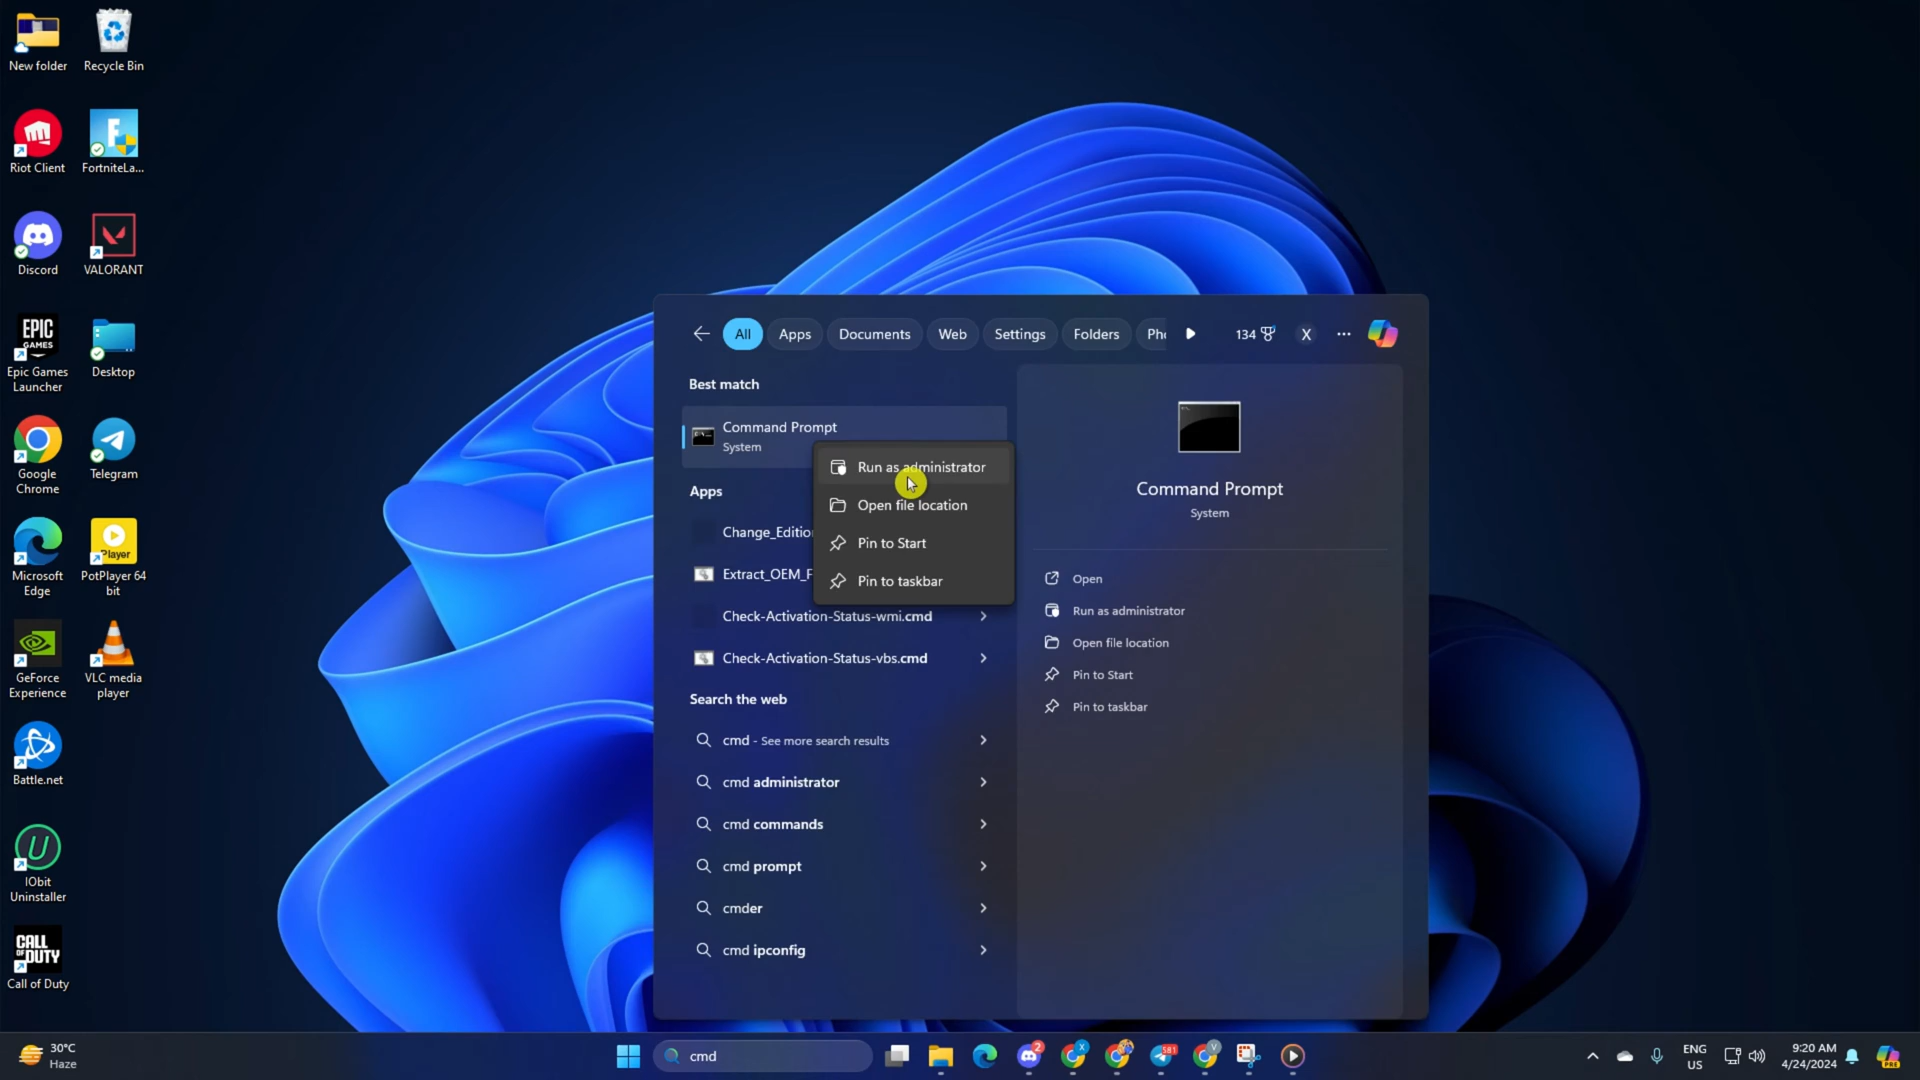 New folder
Recycle Bin
Riot Client
FortniteLa...
Discord
VALORANT
EPIC
GAMES
Epic Games
Launcher
Desktop
Google
Chrome
Telegram
Microsoft
Edge
Player
PotPlayer 64
bit
GeForce
Experience
VLC media
player
Battle.net
IObit
Uninstaller
CALL
OF DUTY
Call of Duty
All
Apps
Documents
Web
Settings
Folders
Pho
134
X
Best match
Command Prompt
System
Run as administrator
Open file location
Pin to Start
Pin to taskbar
Apps
Change_Editio
Extract_OEM_F
Check-Activation-Status-wmi.cmd
Check-Activation-Status-vbs.cmd
Search the web
cmd - See more search results
cmd administrator
cmd commands
cmd prompt
cmder
cmd ipconfig
Command Prompt
System
Open
Run as administrator
Open file location
Pin to Start
Pin to taskbar
30°C
Haze
cmd
2
X
581
V
ENG
US
9:20 AM
4/24/2024
PRE